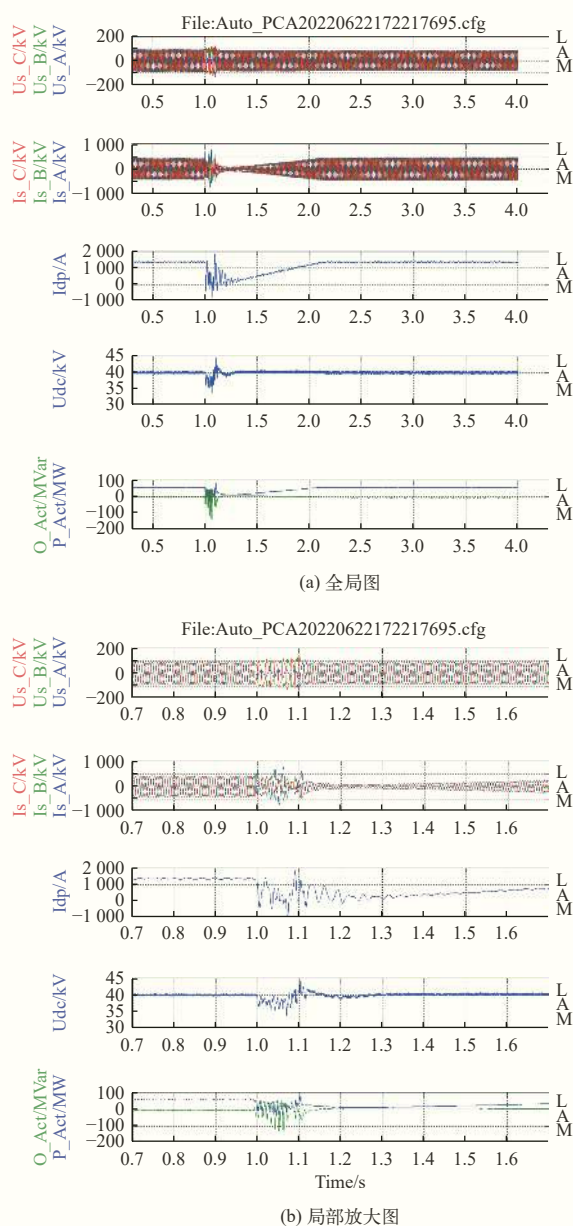 File:Auto_PCA20220622172217695.cfg
Us_C/kV
Us_B/kV
Us_A/kV
200
0
−200
L
A
M
0.5 1.0 1.5 2.0 2.5 3.0 3.5 4.0
Is_C/kV
Is_B/kV
Is_A/kV
1 000
0
−1 000
L
A
M
0.5 1.0 1.5 2.0 2.5 3.0 3.5 4.0
Idp/A
2 000
1 000
0
−1 000
L
A
M
0.5 1.0 1.5 2.0 2.5 3.0 3.5 4.0
Udc/kV
45
40
35
30
L
A
M
0.5 1.0 1.5 2.0 2.5 3.0 3.5 4.0
O_Act/MVar
P_Act/MW
100
0
−100
−200
L
A
M
0.5 1.0 1.5 2.0 2.5 3.0 3.5 4.0
(a) 全局图
File:Auto_PCA20220622172217695.cfg
Us_C/kV
Us_B/kV
Us_A/kV
200
0
−200
L
A
M
0.7 0.8 0.9 1.0 1.1 1.2 1.3 1.4 1.5 1.6
Is_C/kV
Is_B/kV
Is_A/kV
1 000
0
−1 000
L
A
M
0.7 0.8 0.9 1.0 1.1 1.2 1.3 1.4 1.5 1.6
Idp/A
2 000
1 000
0
−1 000
L
A
M
0.7 0.8 0.9 1.0 1.1 1.2 1.3 1.4 1.5 1.6
Udc/kV
45
40
35
30
L
A
M
0.7 0.8 0.9 1.0 1.1 1.2 1.3 1.4 1.5 1.6
O_Act/MVar
P_Act/MW
100
0
−100
−200
L
A
M
0.7 0.8 0.9 1.0 1.1 1.2 1.3 1.4 1.5 1.6
Time/s
(b) 局部放大图